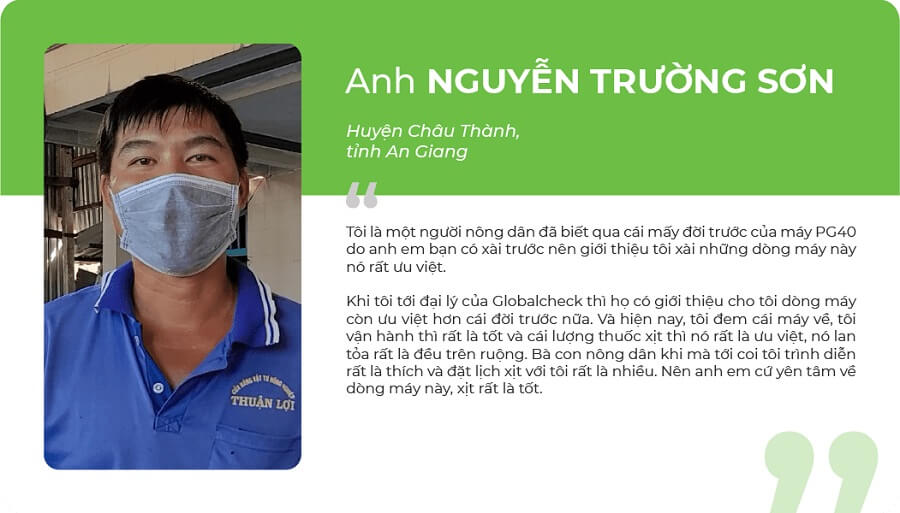 Anh NGUYỄN TRƯỜNG SƠN
Huyện Châu Thành,
tỉnh An Giang
Tôi là một người nông dân đã biết qua cái mấy đời trước của máy PG40
do anh em bạn có xài trước nên giới thiệu tôi xài những dòng máy này
nó rất ưu việt.
Khi tôi tới đại lý của Globalcheck thì họ có giới thiệu cho tôi dòng máy
còn ưu việt hơn cái đời trước nữa. Và hiện nay, tôi đem cái máy về, tôi
vận hành thì rất là tốt và cái lượng thuốc xịt thì nó rất là ưu việt, nó lan
tỏa rất là đều trên ruộng. Bà con nông dân khi mà tới coi tôi trình diễn
rất là thích và đặt lịch xịt với tôi rất là nhiều. Nên anh em cứ yên tâm về
dòng máy này, xịt rất là tốt.
CỬA HÀNG VẬT TƯ NÔNG NGHIỆP
THUẬN LỢI